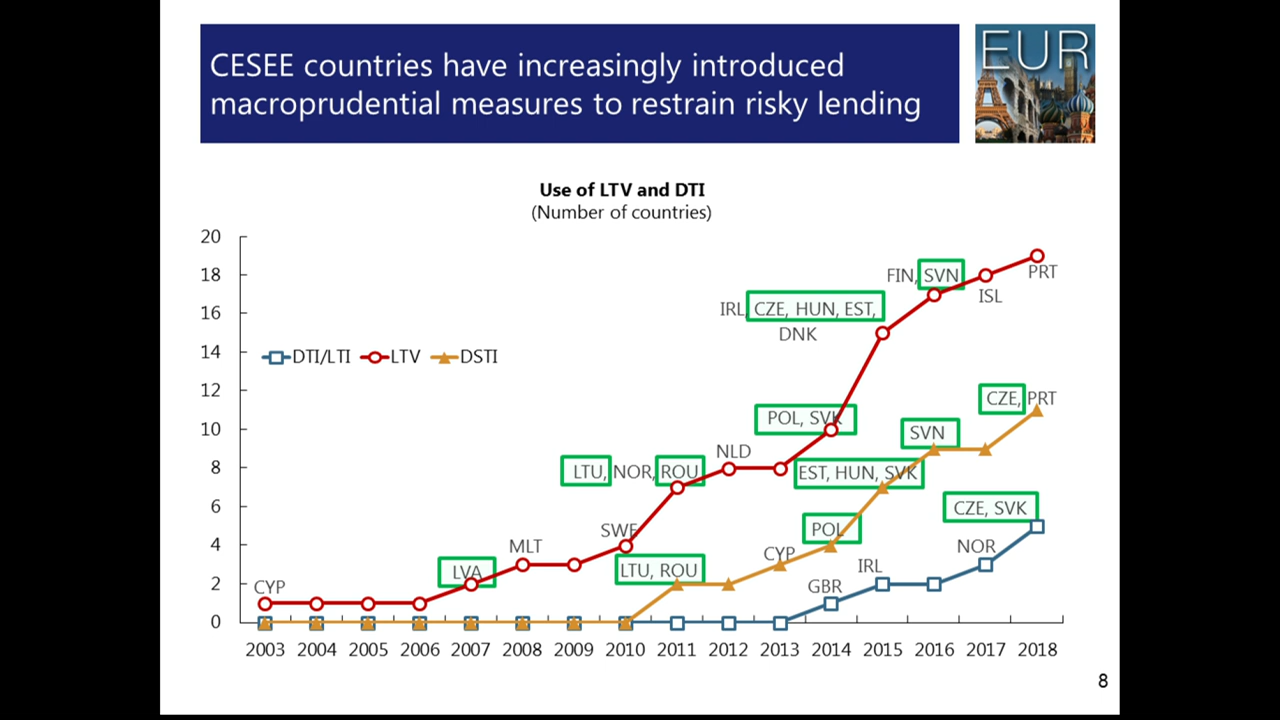 CESEE countries have increasingly introduced
macroprudential measures to restrain risky lending
EUR
Use of LTV and DTI
(Number of countries)
20
18
16
14
12
10
8
6
4
2
0
DTI/LTI LTV DSTI
CYP
LVA
MLT
SWE
LTU, NOR, ROU
NLD
POL, SVK
IRL, CZE, HUN, EST,
DNK
FIN, SVN
ISL
PRT
LTU, ROU
CYP
POL
EST, HUN, SVK
SVN
CZE, PRT
GBR
IRL
NOR
CZE, SVK
2003 2004 2005 2006 2007 2008 2009 2010 2011 2012 2013 2014 2015 2016 2017 2018
8